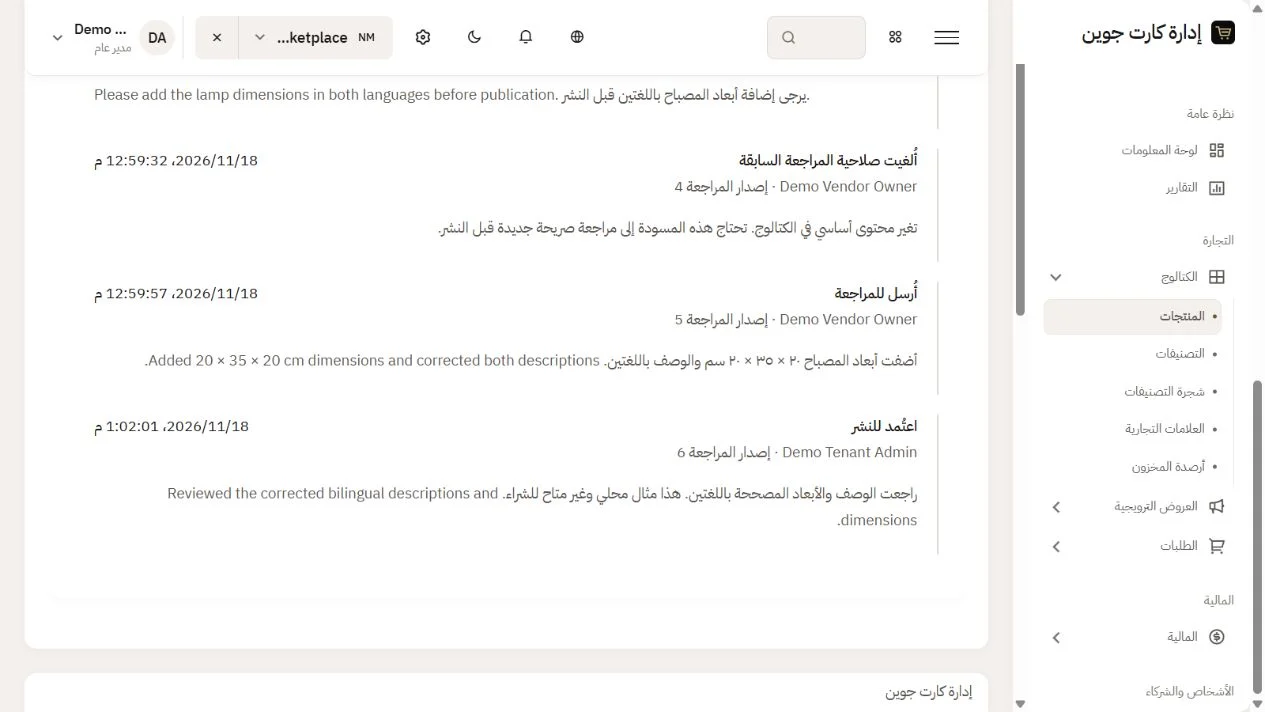 إدارة كارت جوين
نظرة عامة
لوحة المعلومات
التقارير
التجارة
الكتالوج
المنتجات
التصنيفات
شجرة التصنيفات
العلامات التجارية
أرصدة المخزون
العروض الترويجية
الطلبات
المالية
المالية
الأشخاص والشركاء
NM ...ketplace
DA
Demo ...
مدير عام
Please add the lamp dimensions in both languages before publication. يرجى إضافة أبعاد المصباح باللغتين قبل النشر.
أُلغيت صلاحية المراجعة السابقة
2026/11/18، 12:59:32 م
Demo Vendor Owner · إصدار المراجعة 4
تغير محتوى أساسي في الكتالوج. تحتاج هذه المسودة إلى مراجعة صريحة جديدة قبل النشر.
أُرسل للمراجعة
2026/11/18، 12:59:57 م
Demo Vendor Owner · إصدار المراجعة 5
أضفت أبعاد المصباح ٢٠ × ٣٥ × ٢٠ سم والوصف باللغتين. Added 20 × 35 × 20 cm dimensions and corrected both descriptions.
اعتُمد للنشر
2026/11/18، 1:02:01 م
Demo Tenant Admin · إصدار المراجعة 6
راجعت الوصف والأبعاد المصححة باللغتين. هذا مثال محلي وغير متاح للشراء. Reviewed the corrected bilingual descriptions and
dimensions.
إدارة كارت جوين